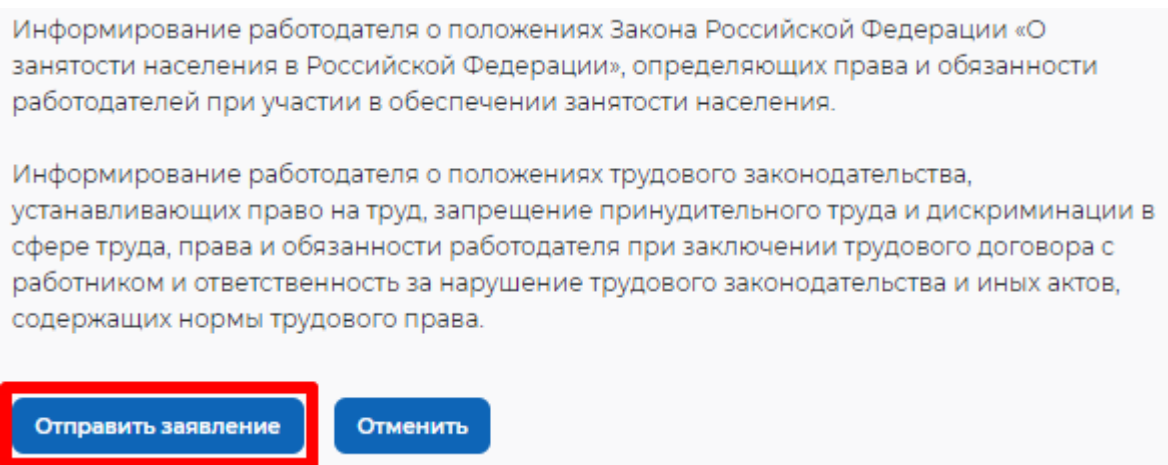 Информирование работодателя о положениях Закона Российской Федерации «О
занятости населения в Российской Федерации», определяющих права и обязанности
работодателей при участии в обеспечении занятости населения.
Информирование работодателя о положениях трудового законодательства,
устанавливающих право на труд, запрещение принудительного труда и дискриминации в
сфере труда, права и обязанности работодателя при заключении трудового договора с
работником и ответственность за нарушение трудового законодательства и иных актов,
содержащих нормы трудового права.
Отправить заявление Отменить